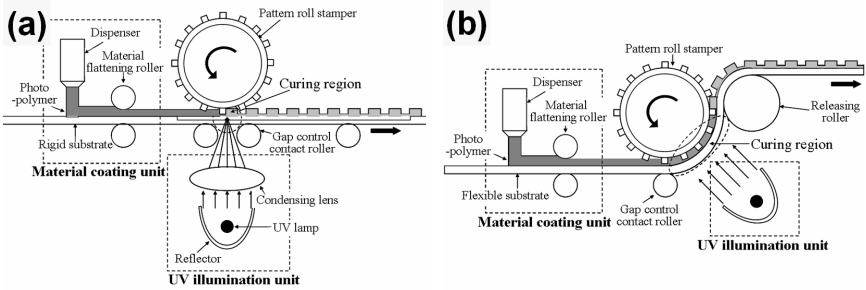 (a)
Pattern roll stamper
Dispenser
Material
flattening roller
Curing region
Photo
-polymer
Rigid substrate
Gap control
contact roller
Material coating unit
Condensing lens
UV lamp
Reflector
UV illumination unit
(b)
Pattern roll stamper
Dispenser
Material
flattening roller
Releasing
roller
Photo
-polymer
Curing region
Flexible substrate
Gap control
contact roller
Material coating unit
UV illumination unit